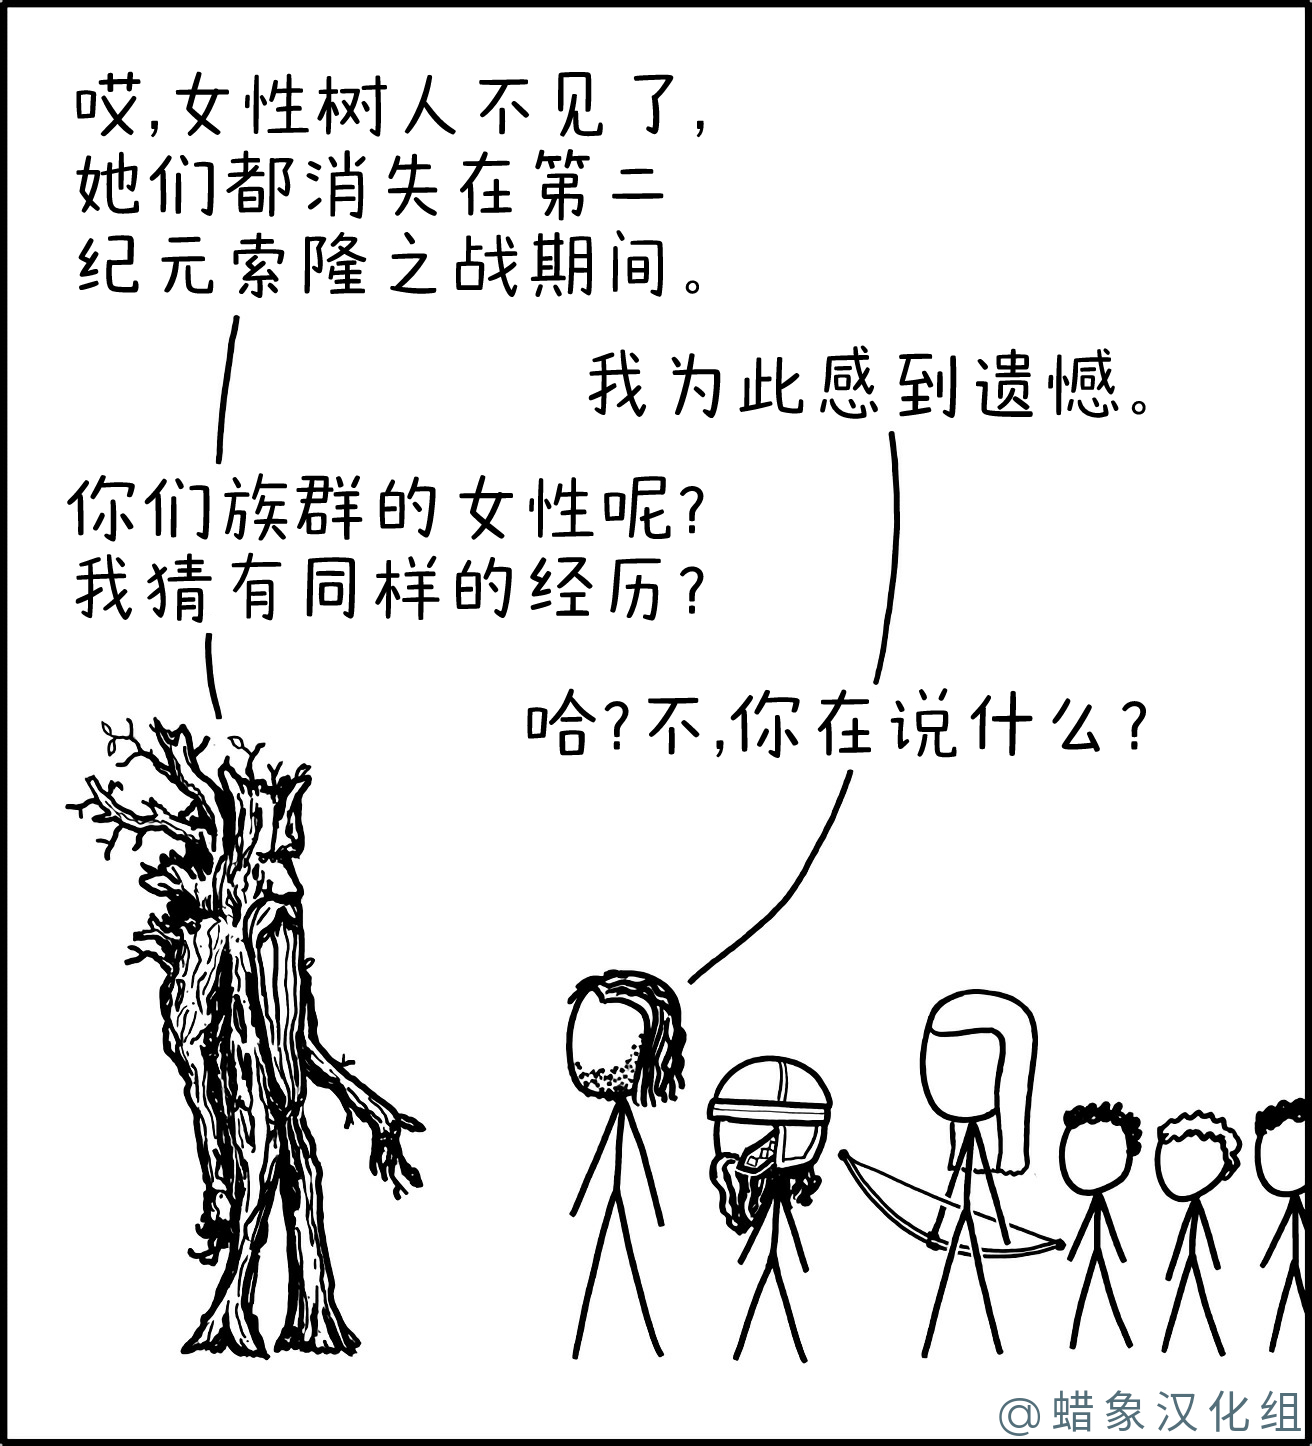 哎,女性树人不见了,
她们都消失在第二
纪元索隆之战期间。
我为此感到遗憾。
你们族群的女性呢?
我猜有同样的经历?
哈?不,你在说什么?
@蜡象汉化组